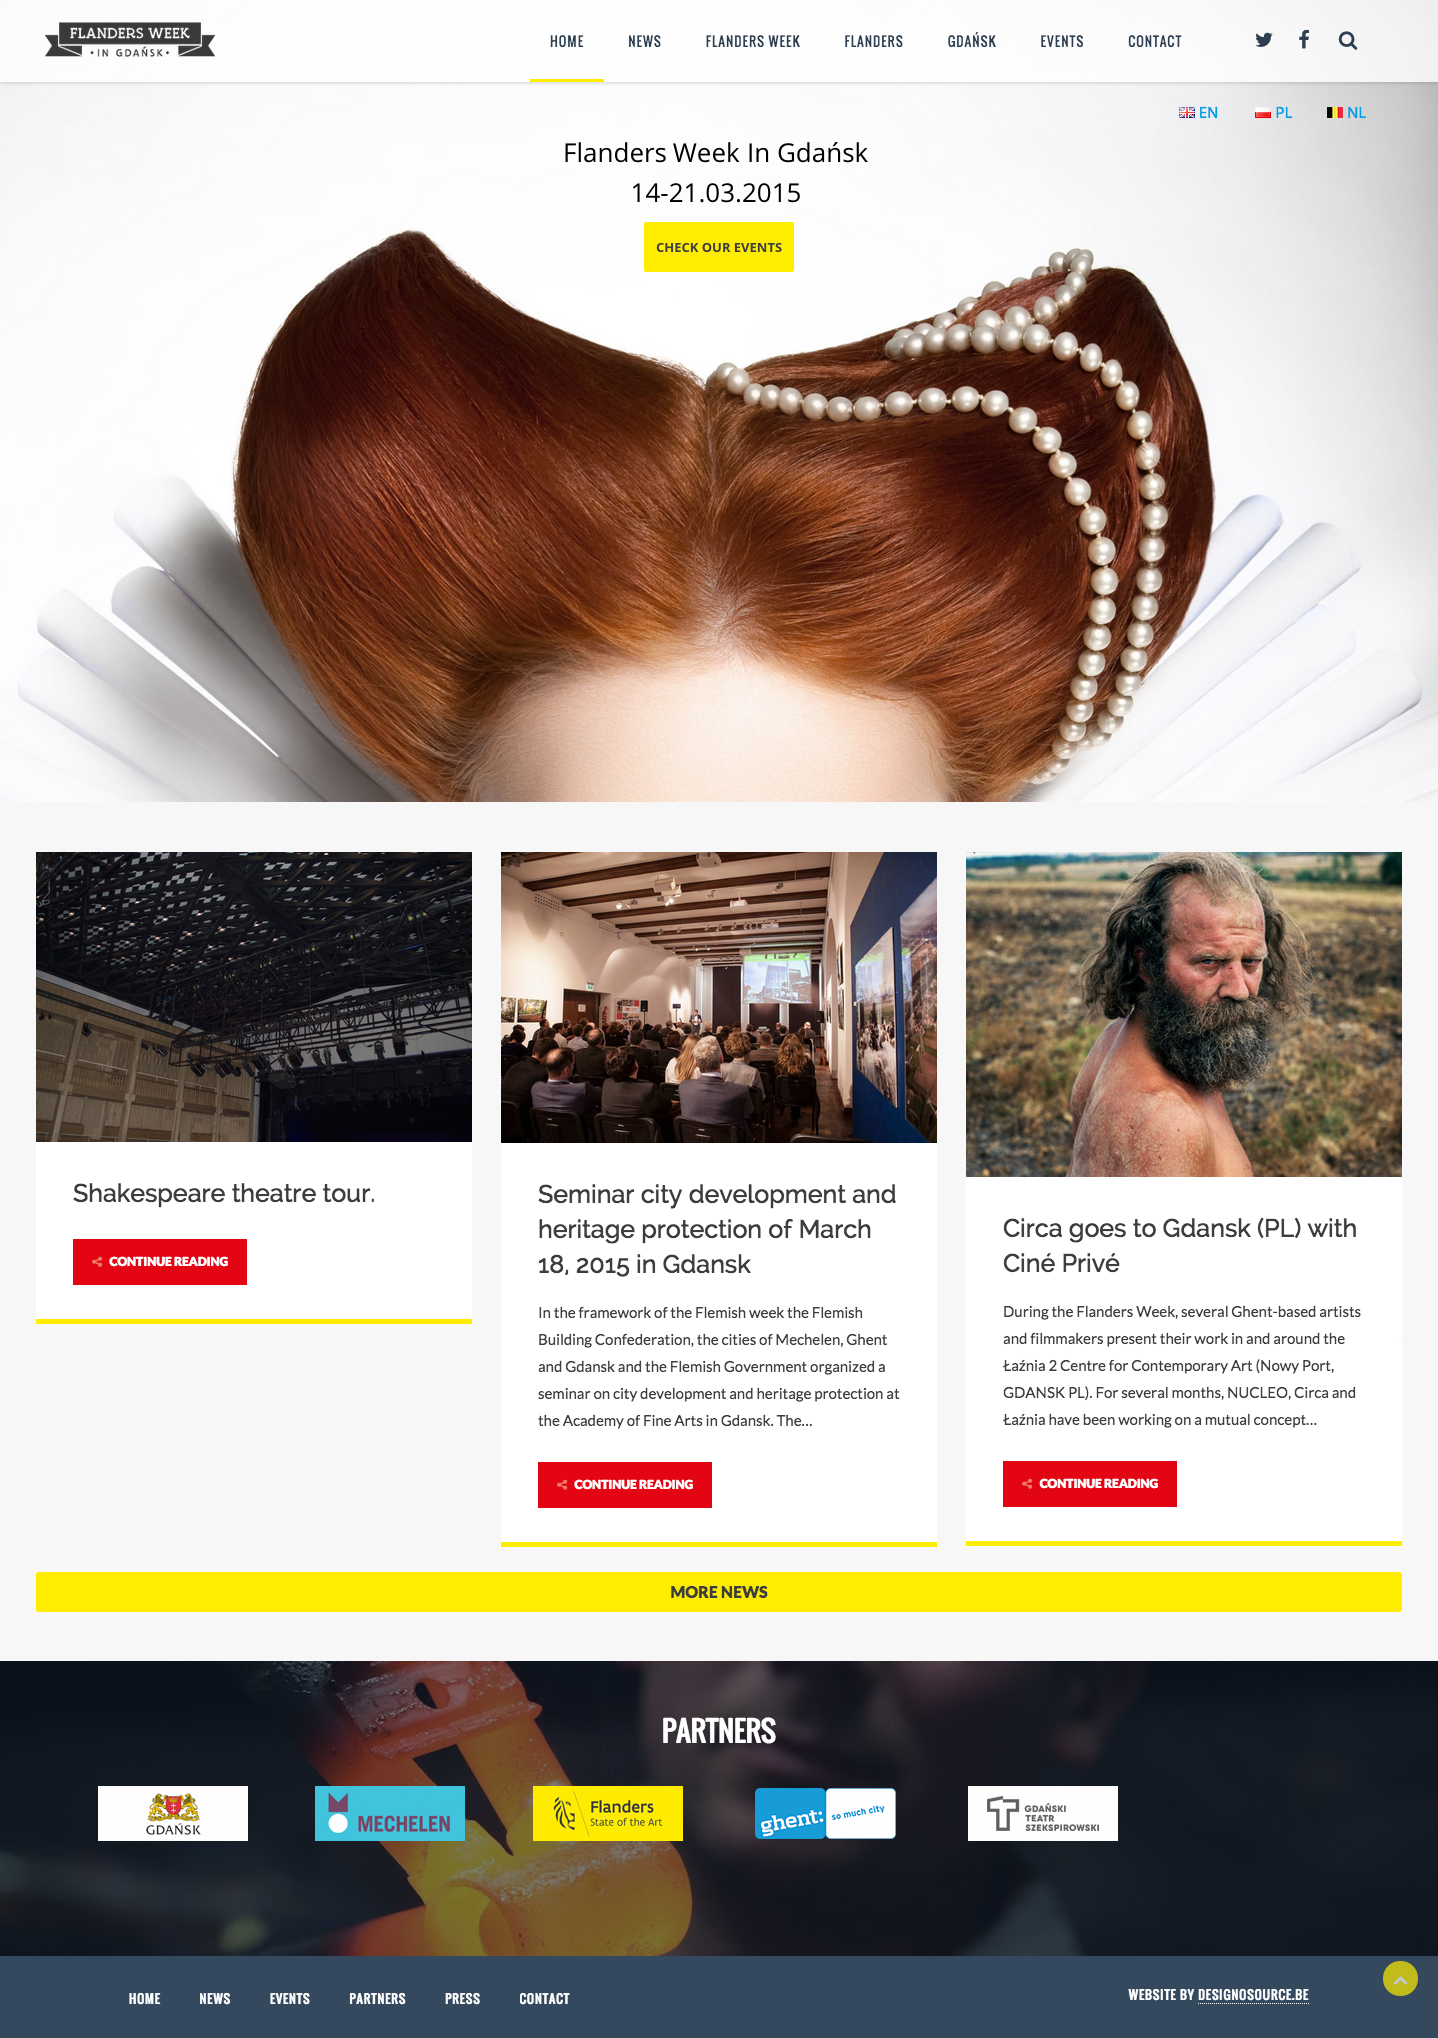 FLANDERS WEEK
IN GDAŃSK
HOME
NEWS
FLANDERS WEEK
FLANDERS
GDAŃSK
EVENTS
CONTACT
EN
PL
NL
Flanders Week In Gdańsk
14-21.03.2015
CHECK OUR EVENTS
Shakespeare theatre tour.
CONTINUE READING
Seminar city development and
heritage protection of March
18, 2015 in Gdansk
In the framework of the Flemish week the Flemish
Building Confederation, the cities of Mechelen, Ghent
and Gdansk and the Flemish Government organized a
seminar on city development and heritage protection at
the Academy of Fine Arts in Gdansk. The...
CONTINUE READING
Circa goes to Gdansk (PL) with
Ciné Privé
During the Flanders Week, several Ghent-based artists
and filmmakers present their work in and around the
Łaźnia 2 Centre for Contemporary Art (Nowy Port,
GDANSK PL). For several months, NUCLEO, Circa and
Łaźnia have been working on a mutual concept...
CONTINUE READING
MORE NEWS
PARTNERS
GDAŃSK
MECHELEN
Flanders
State of the Art
ghent:
so much city
GDAŃSKI
TEATR
SZEKSPIROWSKI
HOME
NEWS
EVENTS
PARTNERS
PRESS
CONTACT
WEBSITE BY DESIGNOSOURCE.BE